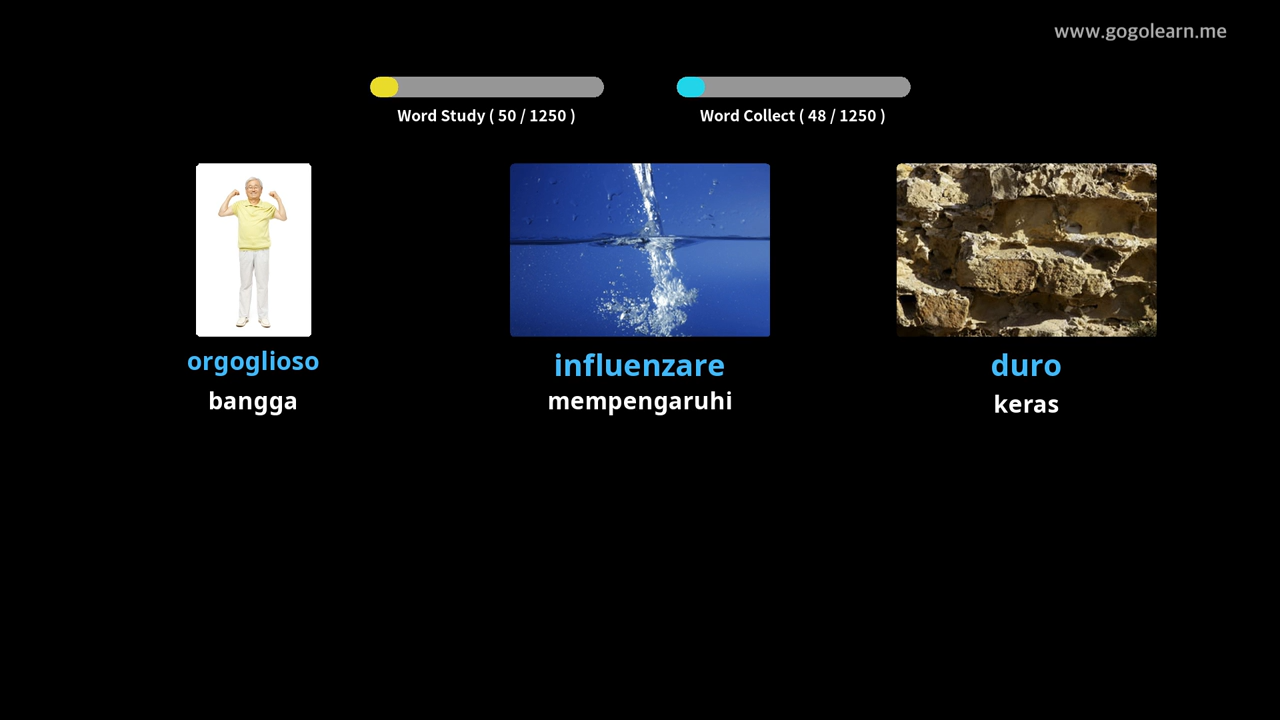 www.gogolearn.me
Word Study ( 50 / 1250 )
Word Collect ( 48 / 1250 )
orgoglioso
bangga
influenzare
mempengaruhi
duro
keras